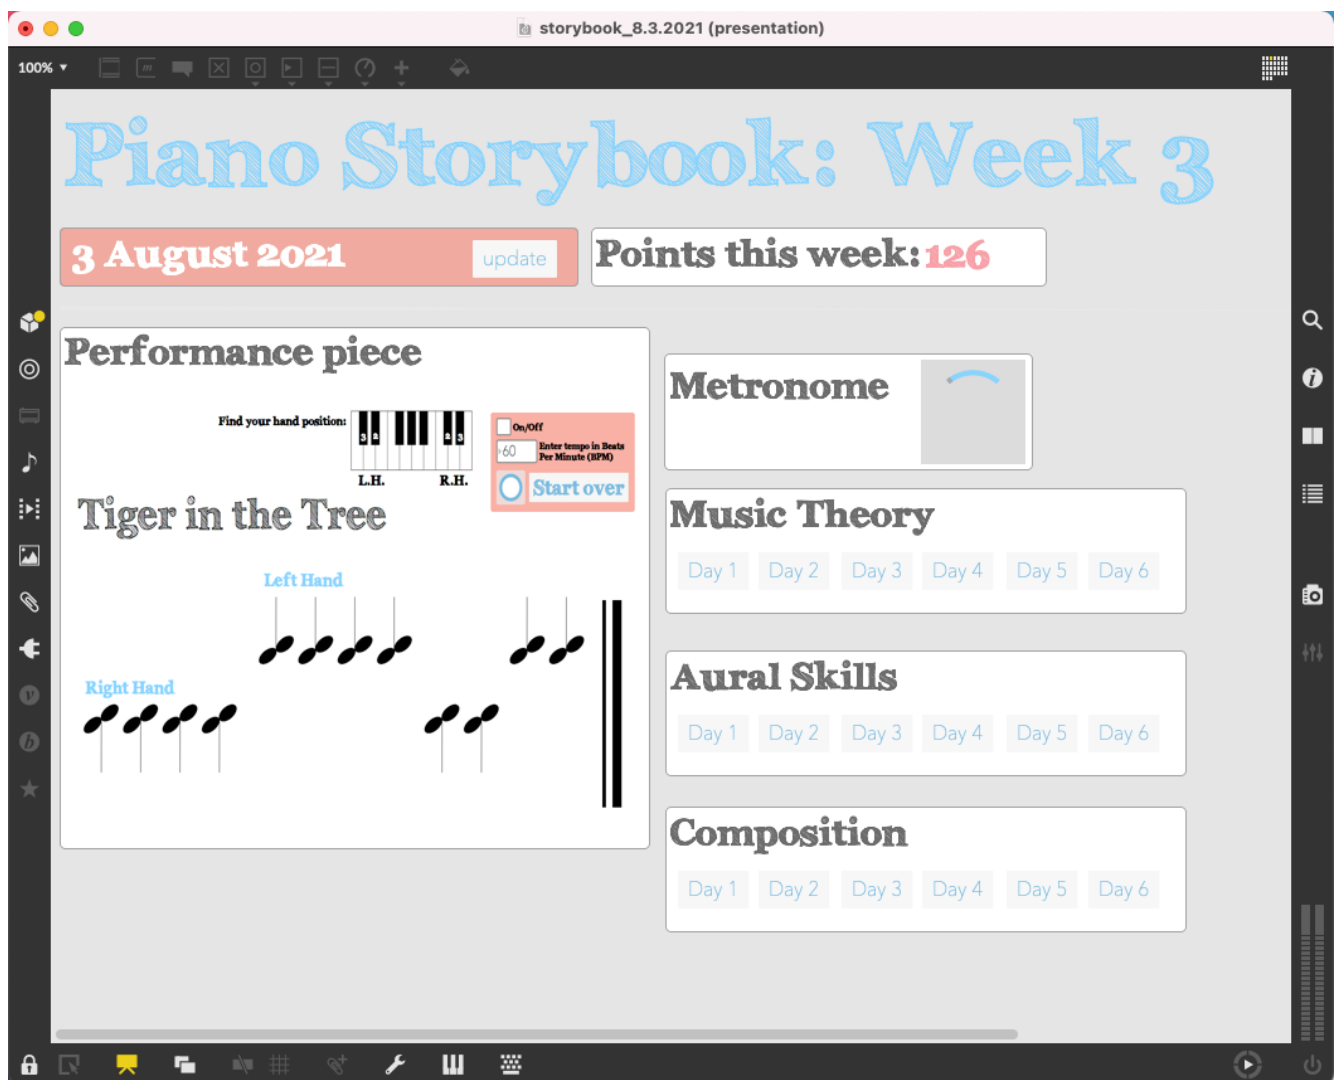 storybook_8.3.2021 (presentation)
100%
Piano Storybook: Week 3
3 August 2021
update
Points this week: 126
Performance piece
Find your hand position:
3 2 2 3
L.H. R.H.
On/Off
60
Enter tempo in Beats
Per Minute (BPM)
Start over
Tiger in the Tree
Left Hand
Right Hand
Metronome
Music Theory
Day 1 Day 2 Day 3 Day 4 Day 5 Day 6
Aural Skills
Day 1 Day 2 Day 3 Day 4 Day 5 Day 6
Composition
Day 1 Day 2 Day 3 Day 4 Day 5 Day 6